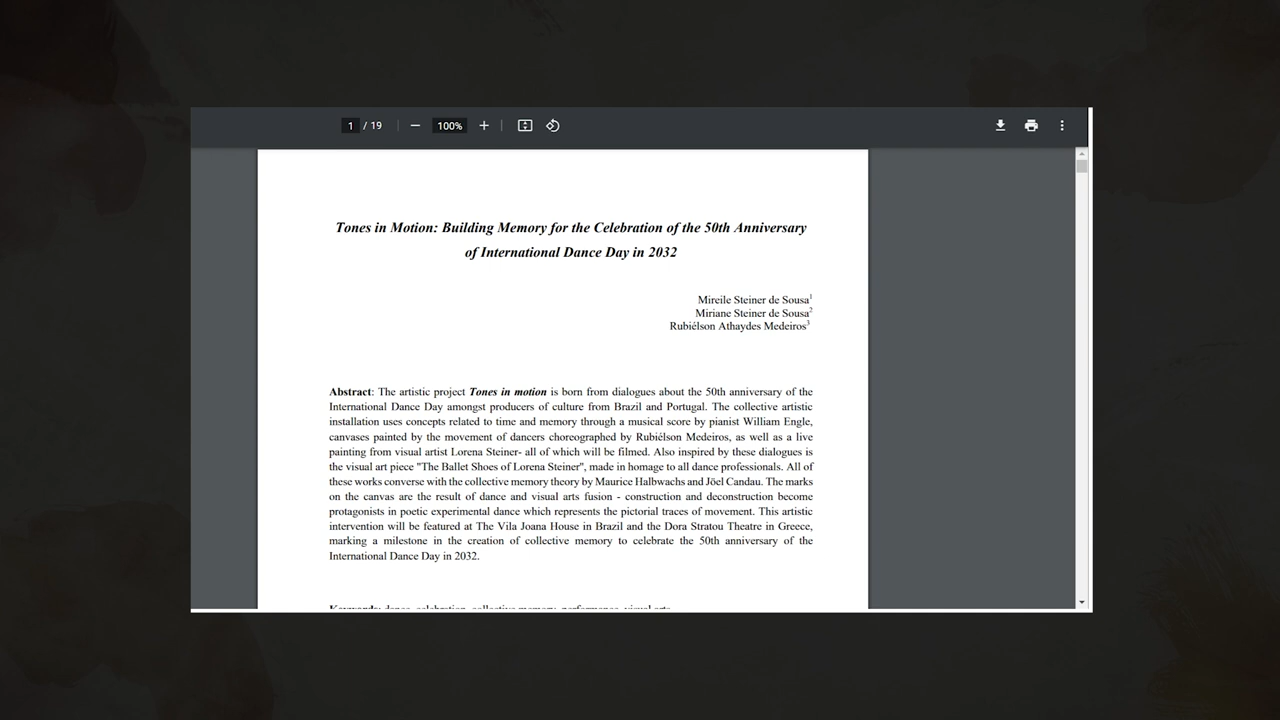 1 / 19
100%
Tones in Motion: Building Memory for the Celebration of the 50th Anniversary
of International Dance Day in 2032
Mireile Steiner de Sousa1
Miriane Steiner de Sousa2
Rubiélson Athaydes Medeiros3
Abstract: The artistic project Tones in motion is born from dialogues about the 50th anniversary of the
International Dance Day amongst producers of culture from Brazil and Portugal. The collective artistic
installation uses concepts related to time and memory through a musical score by pianist William Engle,
canvases painted by the movement of dancers choreographed by Rubiélson Medeiros, as well as a live
painting from visual artist Lorena Steiner- all of which will be filmed. Also inspired by these dialogues is
the visual art piece "The Ballet Shoes of Lorena Steiner", made in homage to all dance professionals. All of
these works converge with the collective memory theory by Maurice Halbwachs and Jöel Candau. The marks
on the canvas are the result of dance and visual arts fusion - construction and deconstruction become
protagonists in poetic experimental dance which represents the pictorial traces of movement. This artistic
intervention will be featured at The Vila Joana House in Brazil and the Dora Stratou Theatre in Greece,
marking a milestone in the creation of collective memory to celebrate the 50th anniversary of the
International Dance Day in 2032.
Keywords: dance, celebration, collective memory, performance, visual arts